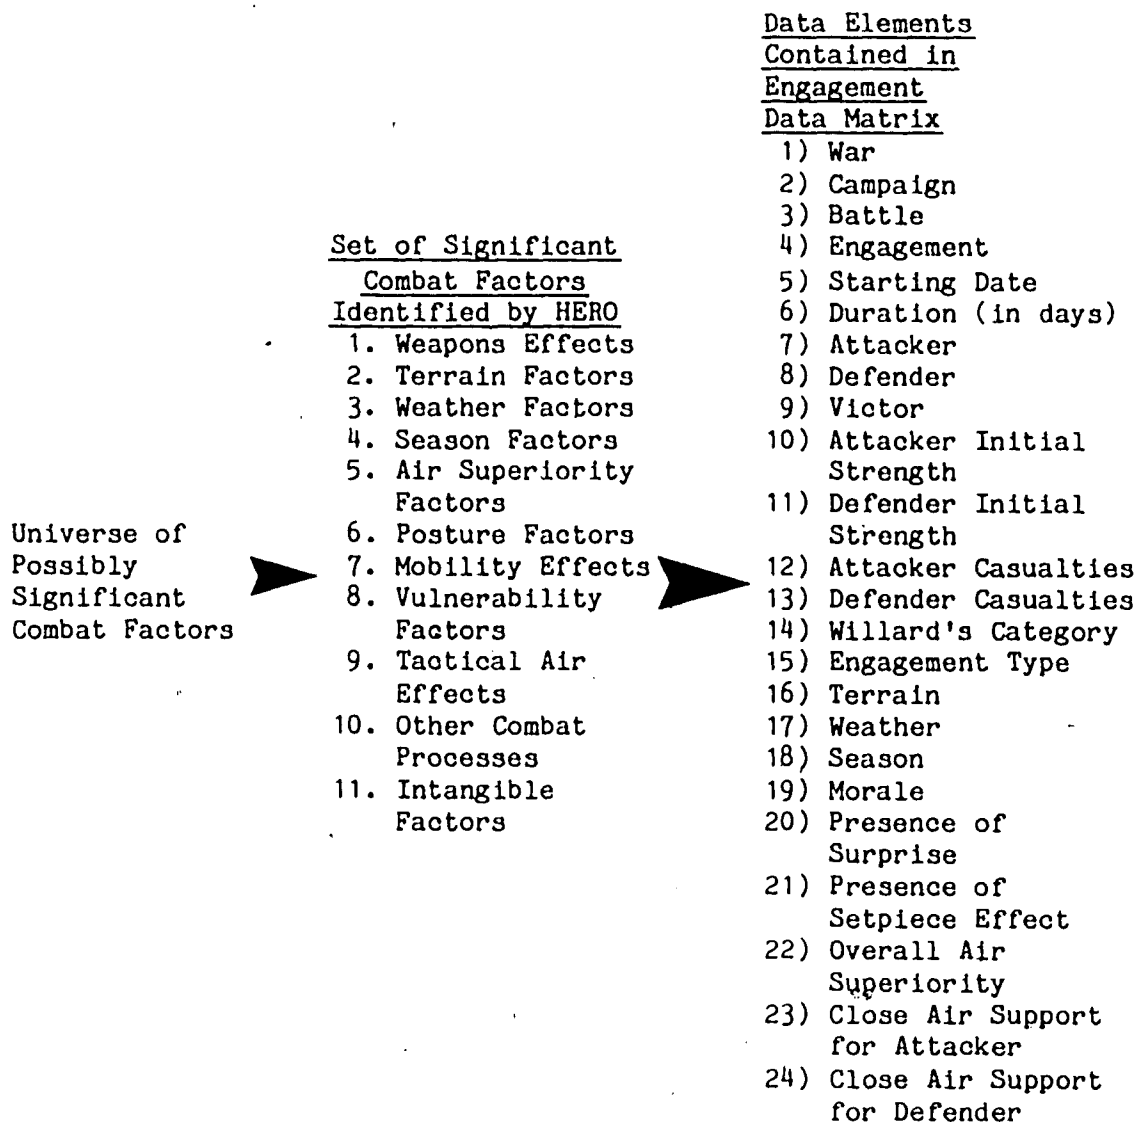 Universe of
Possibly
Significant
Combat Factors
Set of Significant
Combat Factors
Identified by HERO
1. Weapons Effects
2. Terrain Factors
3. Weather Factors
4. Season Factors
5. Air Superiority
Factors
6. Posture Factors
7. Mobility Effects
8. Vulnerability
Factors
9. Tactical Air
Effects
10. Other Combat
Processes
11. Intangible
Factors
Data Elements
Contained in
Engagement
Data Matrix
1) War
2) Campaign
3) Battle
4) Engagement
5) Starting Date
6) Duration (in days)
7) Attacker
8) Defender
9) Victor
10) Attacker Initial
Strength
11) Defender Initial
Strength
12) Attacker Casualties
13) Defender Casualties
14) Willard's Category
15) Engagement Type
16) Terrain
17) Weather
18) Season
19) Morale
20) Presence of
Surprise
21) Presence of
Setpiece Effect
22) Overall Air
Superiority
23) Close Air Support
for Attacker
24) Close Air Support
for Defender